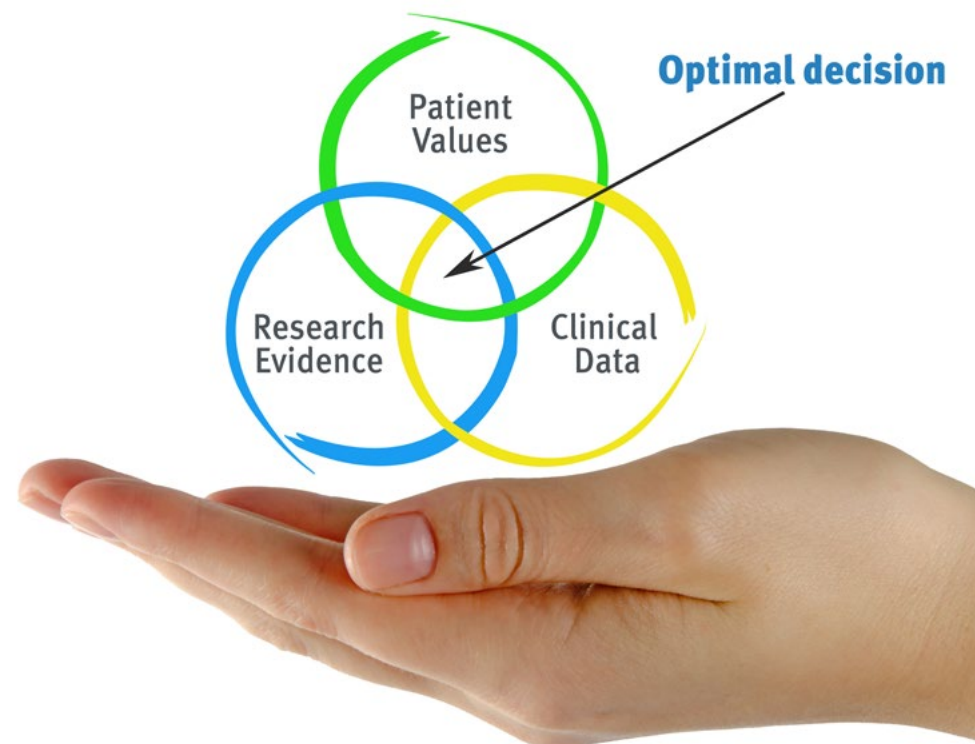 Optimal decision
Patient
Values
Research
Evidence
Clinical
Data